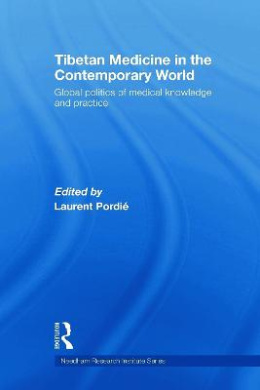 Tibetan Medicine in the
Contemporary World
Global politics of medical knowledge
and practice
Edited by
Laurent Pordié
ROUTLEDGE
Needham Research Institute Series